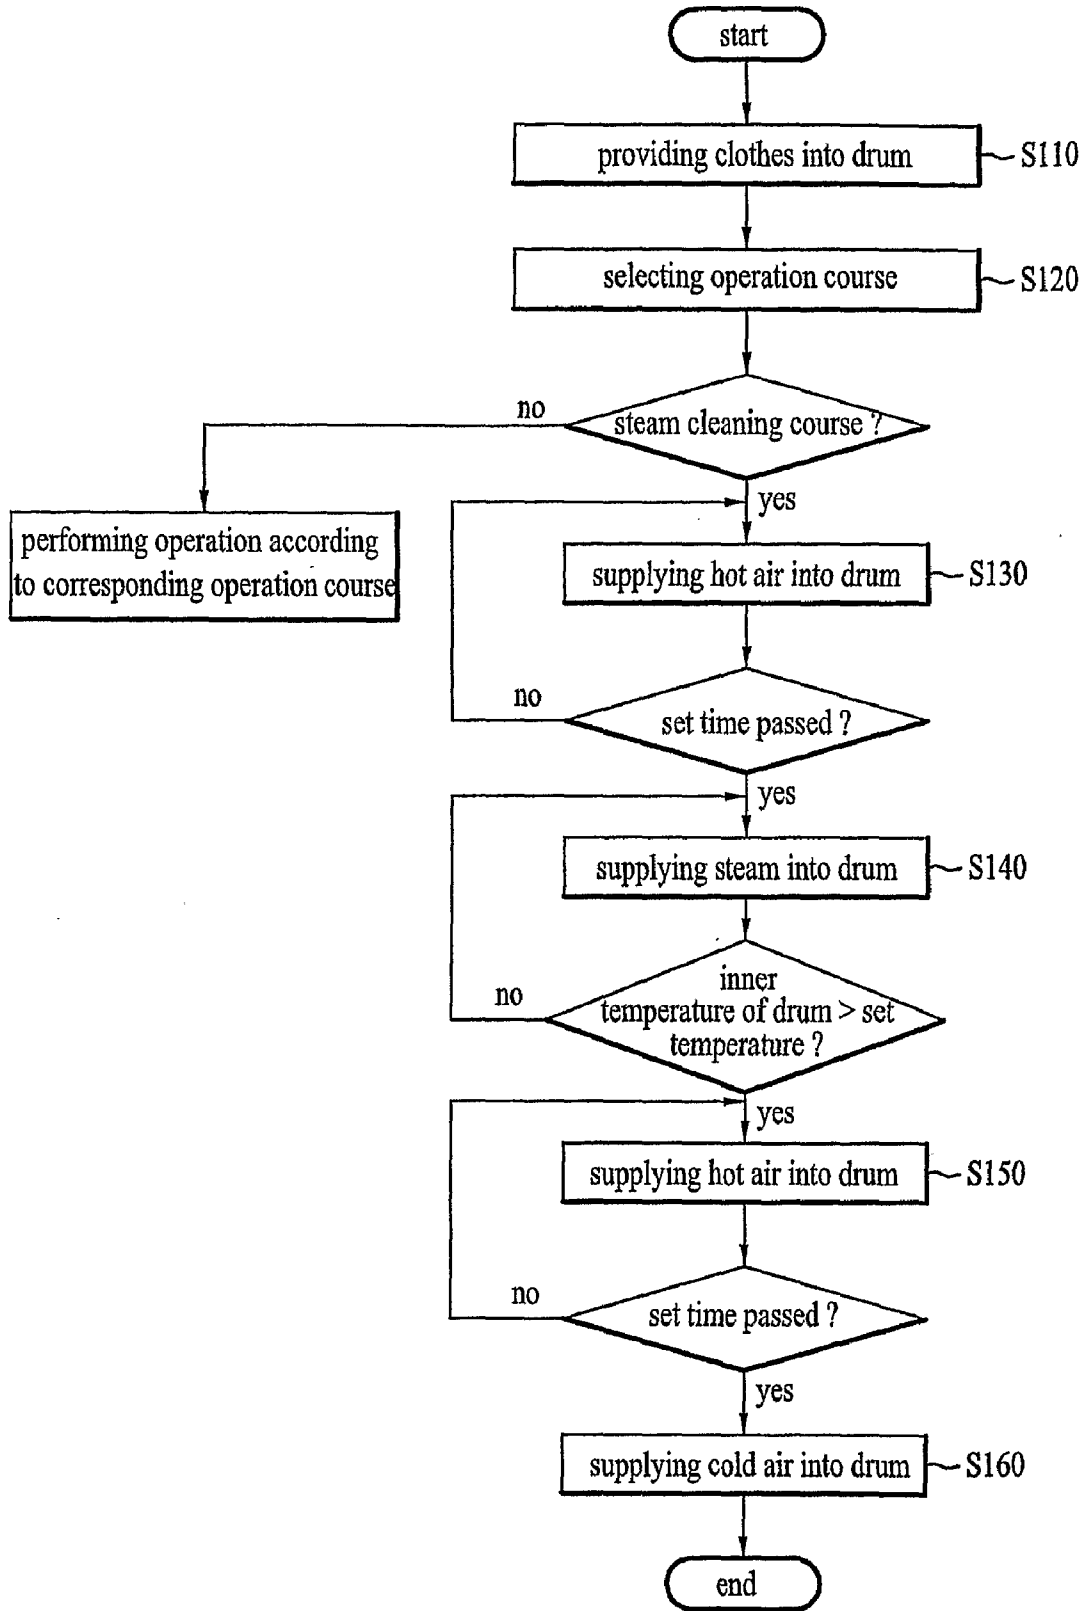 start
providing clothes into drum
S110
selecting operation course
S120
steam cleaning course ?
no
yes
performing operation according
to corresponding operation course
supplying hot air into drum
S130
set time passed ?
no
yes
supplying steam into drum
S140
inner
temperature of drum > set
temperature ?
no
yes
supplying hot air into drum
S150
set time passed ?
no
yes
supplying cold air into drum
S160
end